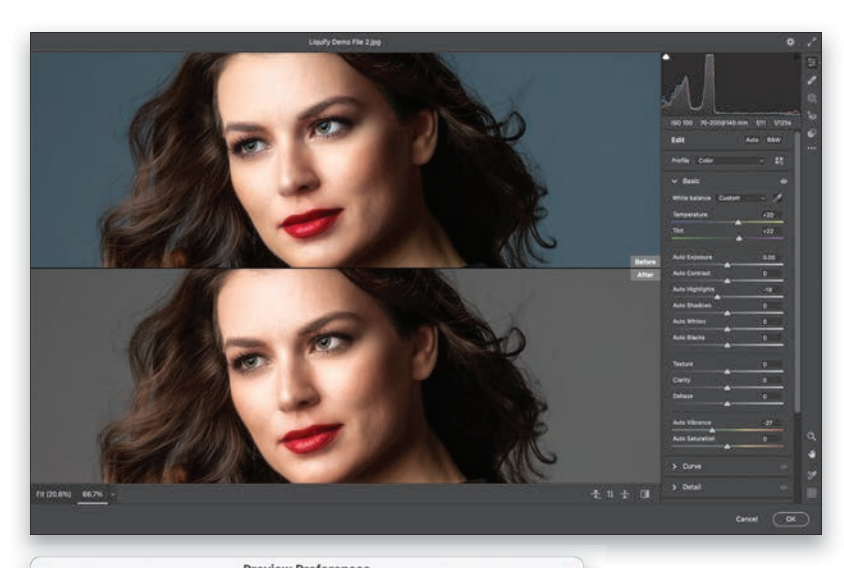 Liquify Demo File 2.jpg
ISO 100 70-200@140 mm f/11 1/125s
Edit Auto B&W
Profile Color
Basic
White balance Custom
Temperature +20
Tint +22
Before
After
Auto Exposure 0.00
Auto Contrast 0
Auto Highlights
Auto Shadows 0
Auto Whites 0
Auto Blacks 0
Texture 0
Clarity 0
Dehaze 0
Auto Vibrance -27
Auto Saturation 0
Curve
Detail
Fit (20.6%) 66.7%
Cancel OK
Preview Preferences